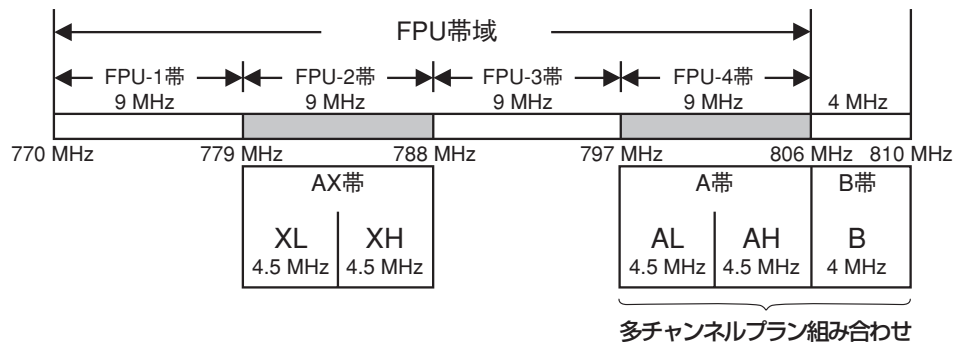 FPU帯域
FPU-1帯 FPU-2帯 FPU-3帯 FPU-4帯
9 MHz 9 MHz 9 MHz 9 MHz 4 MHz
770 MHz 779 MHz 788 MHz 797 MHz 806 MHz 810 MHz
AX帯 A帯 B帯
XL XH AL AH B
4.5 MHz 4.5 MHz 4.5 MHz 4.5 MHz 4 MHz
多チャンネルプラン組み合わせ